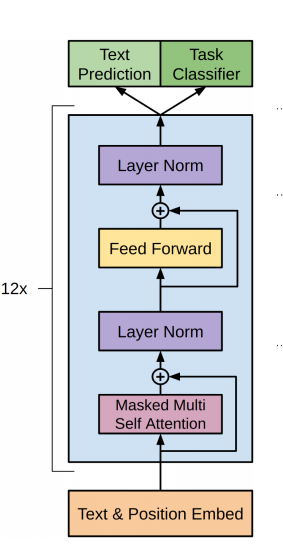 Text
Prediction
Task
Classifier
Layer Norm
Feed Forward
12x
Layer Norm
Masked Multi
Self Attention
Text & Position Embed